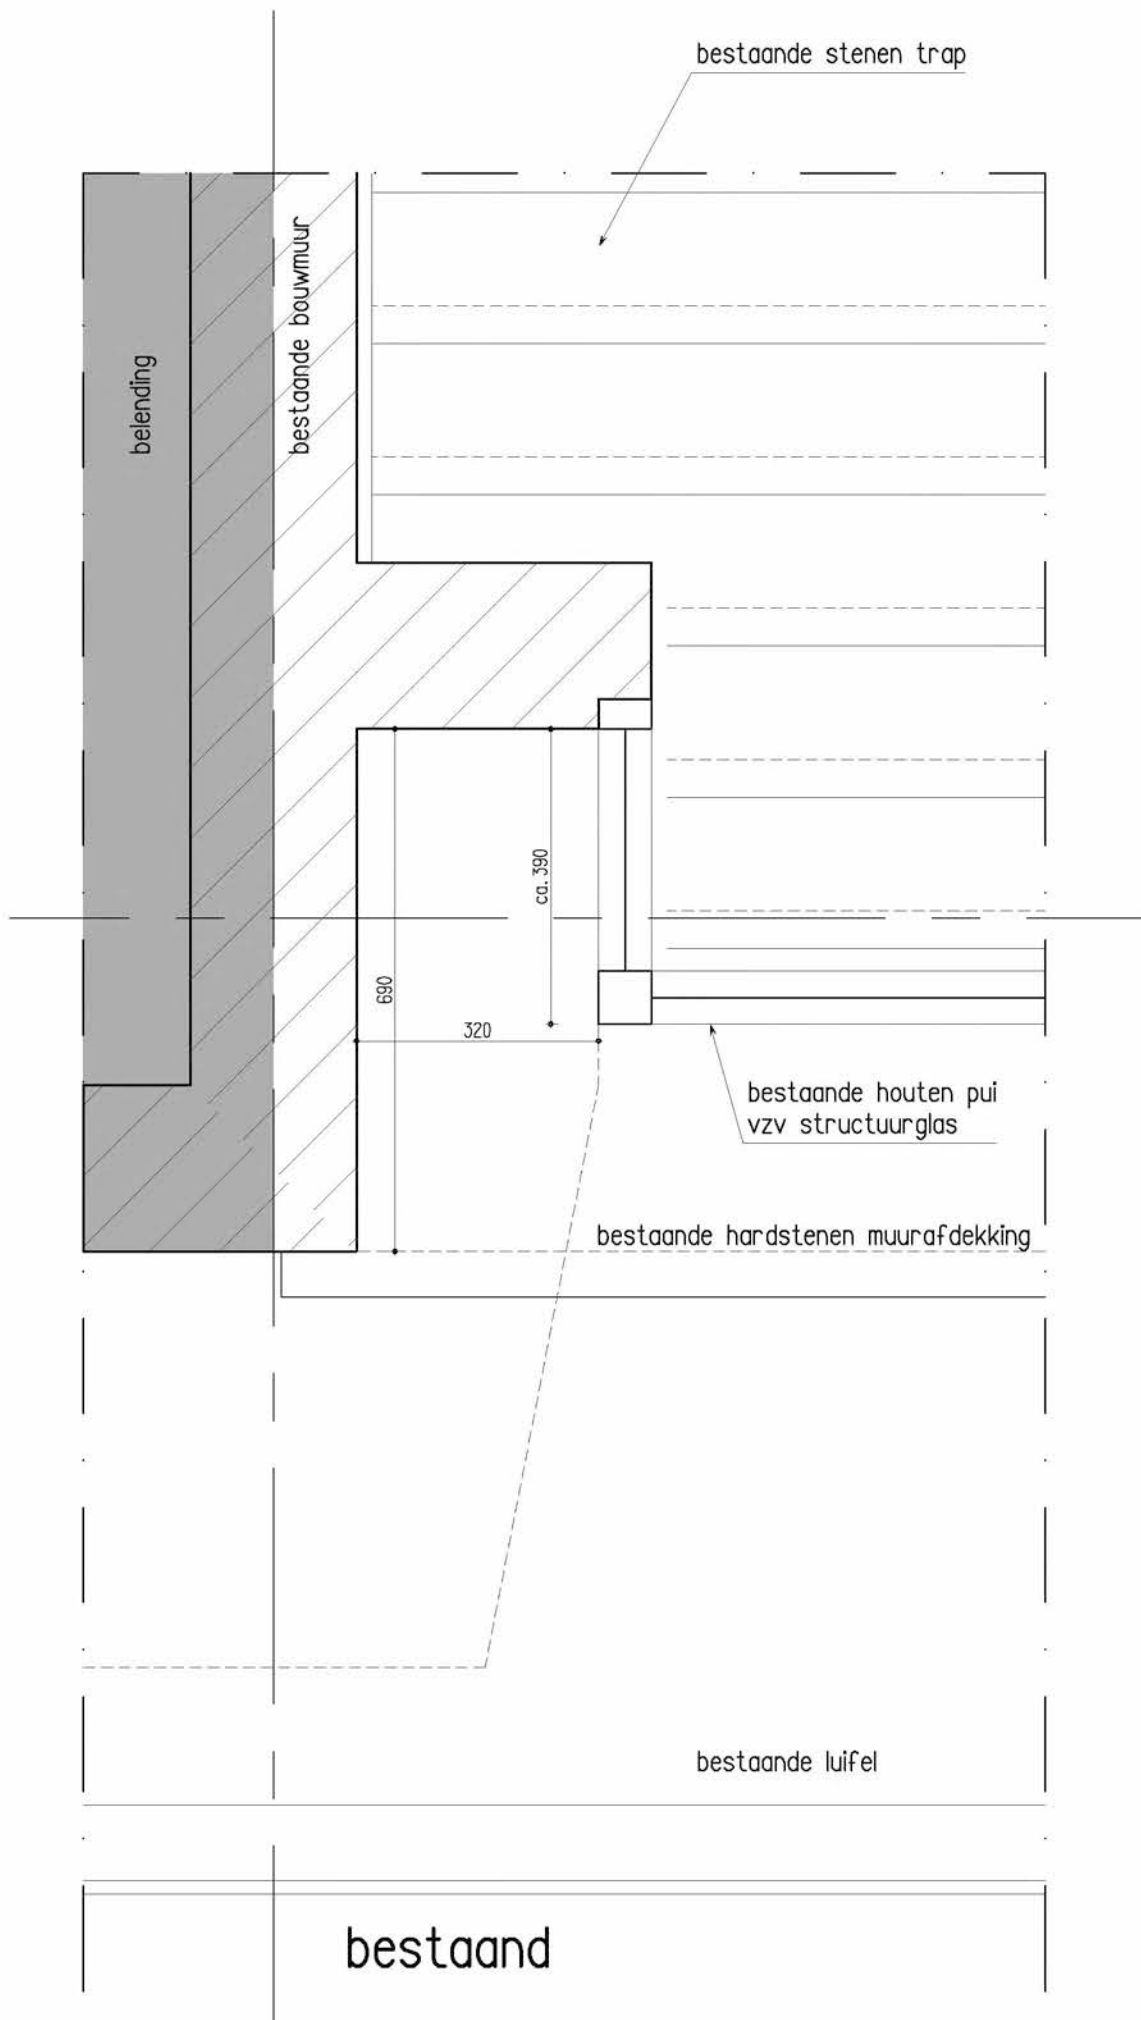 bestaande stenen trap
bestaande bouwmuur
belending
ca.390
690
320
bestaande houten pui
vzv structuurglas
bestaande hardstenen muurafdekking
bestaande luifel
bestaand